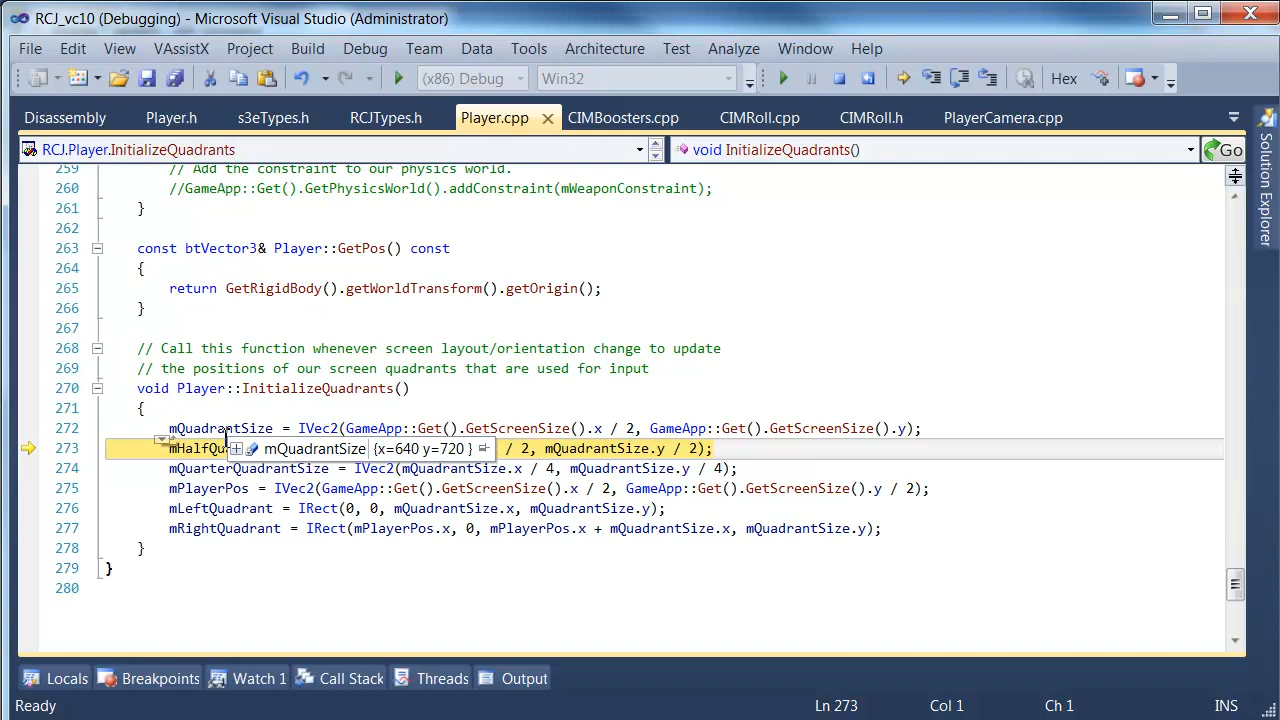 RCJ_vc10 (Debugging) - Microsoft Visual Studio (Administrator)
File Edit View VAssistX Project Build Debug Team Data Tools Architecture Test Analyze Window Help
(x86) Debug Win32 Hex
Disassembly Player.h s3eTypes.h RCJTypes.h Player.cpp CIMBoosters.cpp CIMRoll.cpp CIMRoll.h PlayerCamera.cpp
RCJ.Player.InitializeQuadrants void InitializeQuadrants() Go
Solution Explorer
259 // Add the constraint to our physics world.
260 //GameApp::Get().GetPhysicsWorld().addConstraint(mWeaponConstraint);
261 }
262
263 const btVector3& Player::GetPos() const
264 {
265 return GetRigidBody().getWorldTransform().getOrigin();
266 }
267
268 // Call this function whenever screen layout/orientation change to update
269 // the positions of our screen quadrants that are used for input
270 void Player::InitializeQuadrants()
271 {
272 mQuadrantSize = IVec2(GameApp::Get().GetScreenSize().x / 2, GameApp::Get().GetScreenSize().y);
273 mHalfQu mQuadrantSize {x=640 y=720 } / 2, mQuadrantSize.y / 2);
274 mQuarterQuadrantSize = IVec2(mQuadrantSize.x / 4, mQuadrantSize.y / 4);
275 mPlayerPos = IVec2(GameApp::Get().GetScreenSize().x / 2, GameApp::Get().GetScreenSize().y / 2);
276 mLeftQuadrant = IRect(0, 0, mQuadrantSize.x, mQuadrantSize.y);
277 mRightQuadrant = IRect(mPlayerPos.x, 0, mPlayerPos.x + mQuadrantSize.x, mQuadrantSize.y);
278 }
279 }
280
Locals Breakpoints Watch 1 Call Stack Threads Output
Ready Ln 273 Col 1 Ch 1 INS